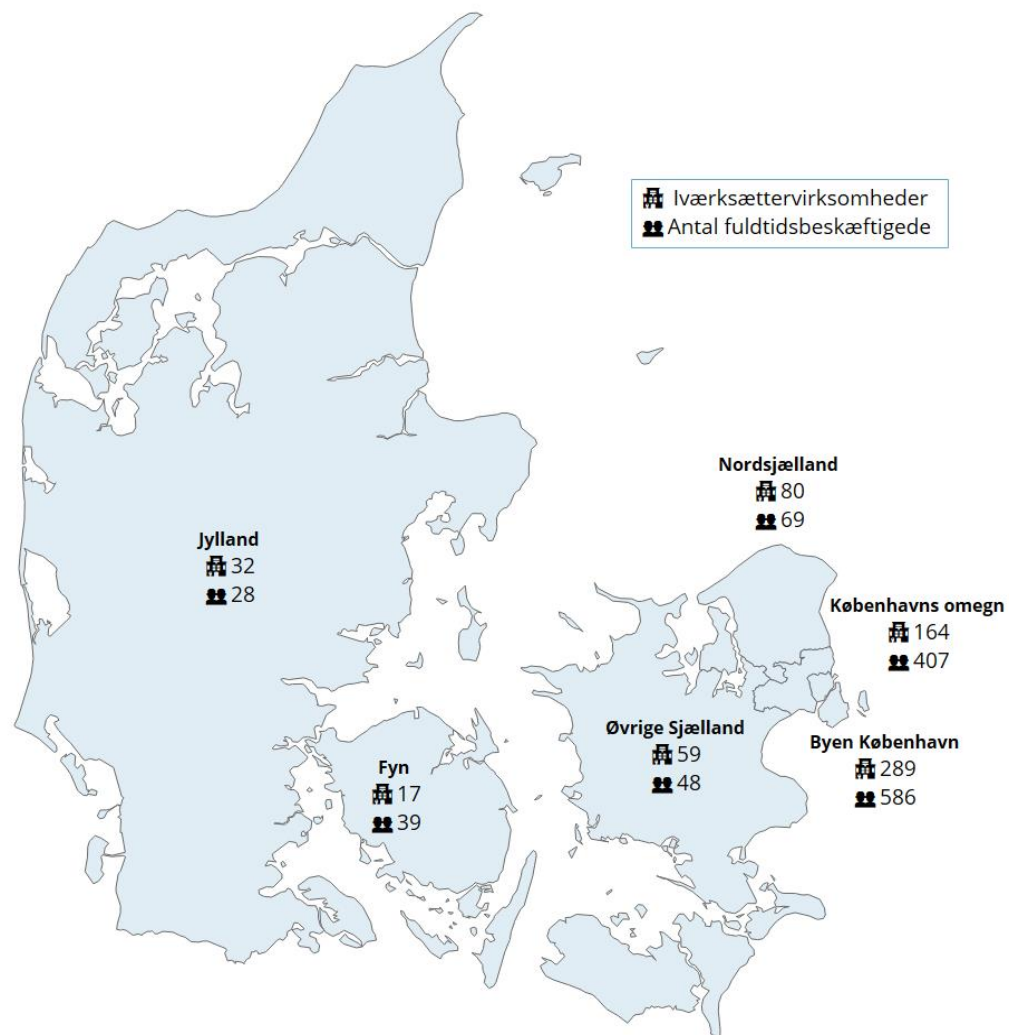 Iværksættervirksomheder
Antal fuldtidsbeskæftigede
Nordsjælland
80
69
Jylland
32
28
Københavns omegn
164
407
Øvrige Sjælland
59
48
Byen København
289
586
Fyn
17
39